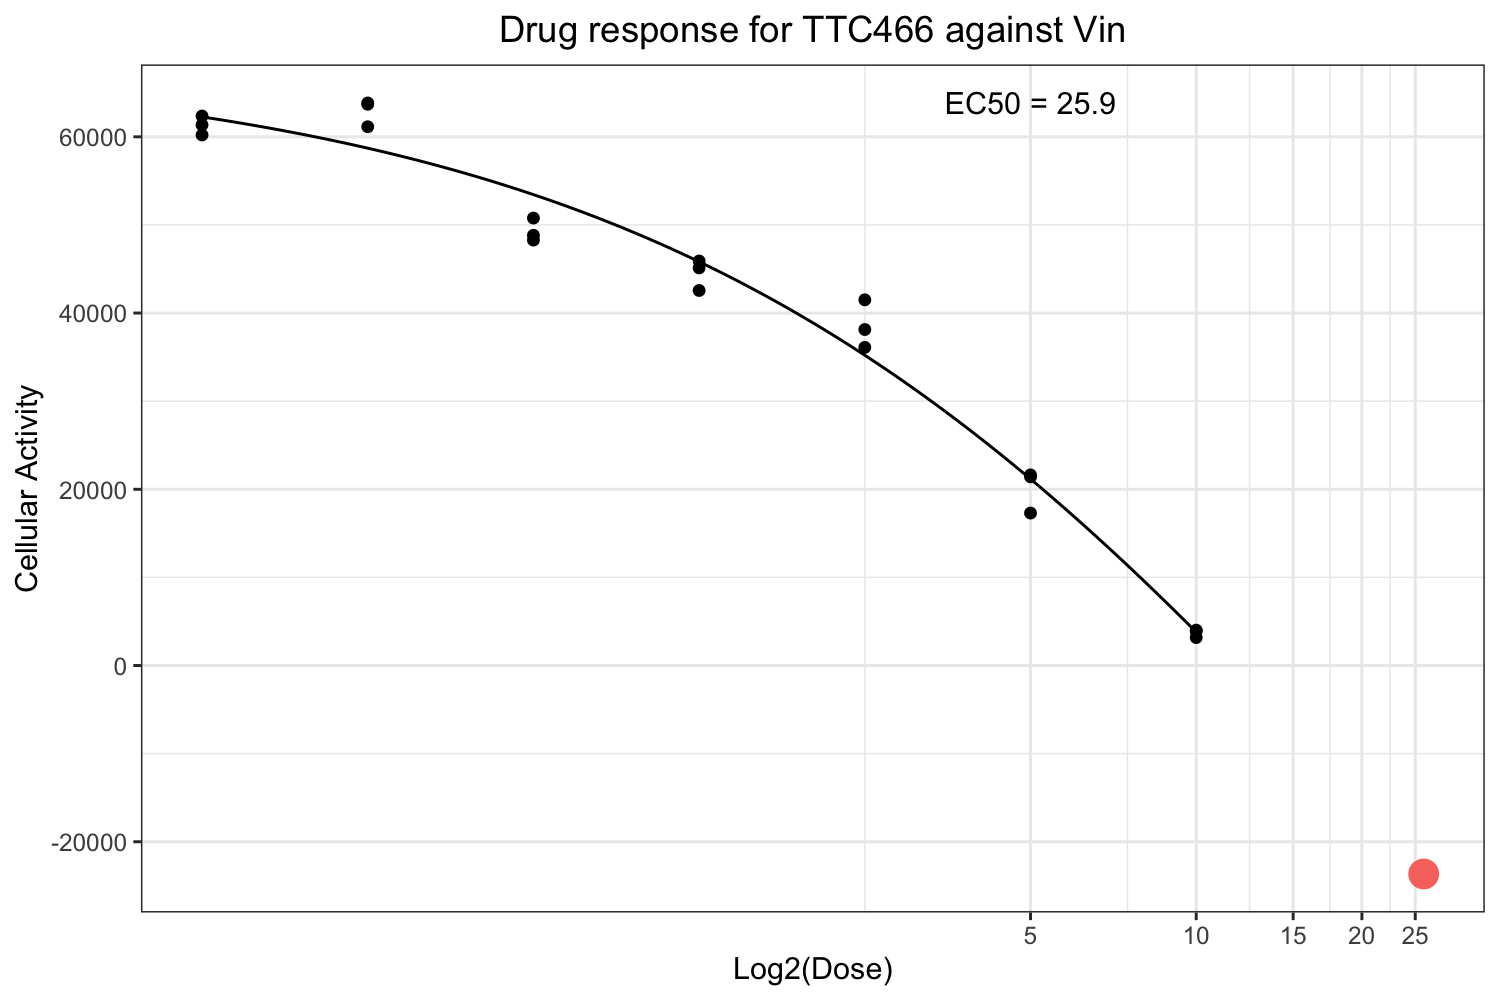 Drug response for TTC466 against Vin
EC50 = 25.9
60000
40000
20000
0
-20000
Cellular Activity
5 10 15 20 25
Log2(Dose)